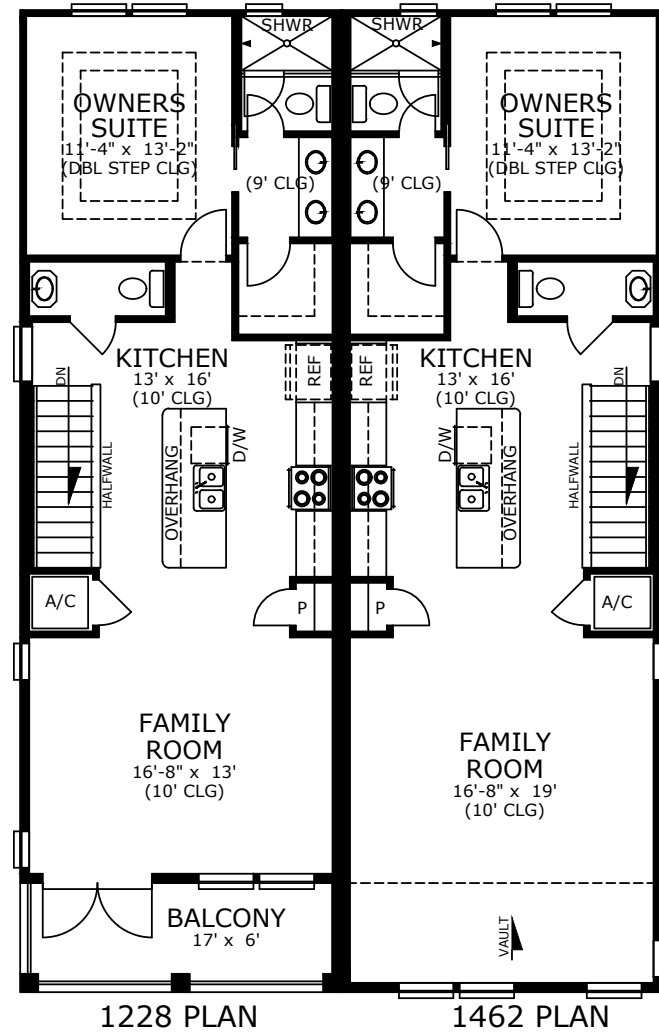 SHWR
OWNERS
SUITE
11'-4" x 13'-2"
(DBL STEP CLG)
(9' CLG)
KITCHEN
13' x 16'
(10' CLG)
REF
DN
HALFWALL
OVERHANG
D/W
A/C
P
FAMILY
ROOM
16'-8" x 13'
(10' CLG)
BALCONY
17' x 6'
1228 PLAN
SHWR
OWNERS
SUITE
11'-4" x 13'-2"
(DBL STEP CLG)
(9' CLG)
KITCHEN
13' x 16'
(10' CLG)
REF
D/W
OVERHANG
HALFWALL
DN
P
A/C
FAMILY
ROOM
16'-8" x 19'
(10' CLG)
VAULT
1462 PLAN